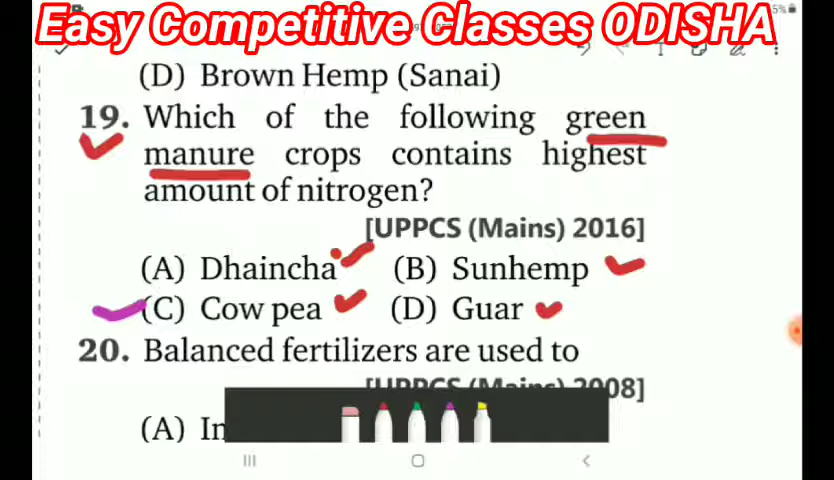 Easy Competitive Classes ODISHA
(D) Brown Hemp (Sanai)
19. Which of the following green
manure crops contains highest
amount of nitrogen?
[UPPCS (Mains) 2016]
(A) Dhaincha (B) Sunhemp
(C) Cow pea (D) Guar
20. Balanced fertilizers are used to
[UPPCS (Mains) 2008]
(A)